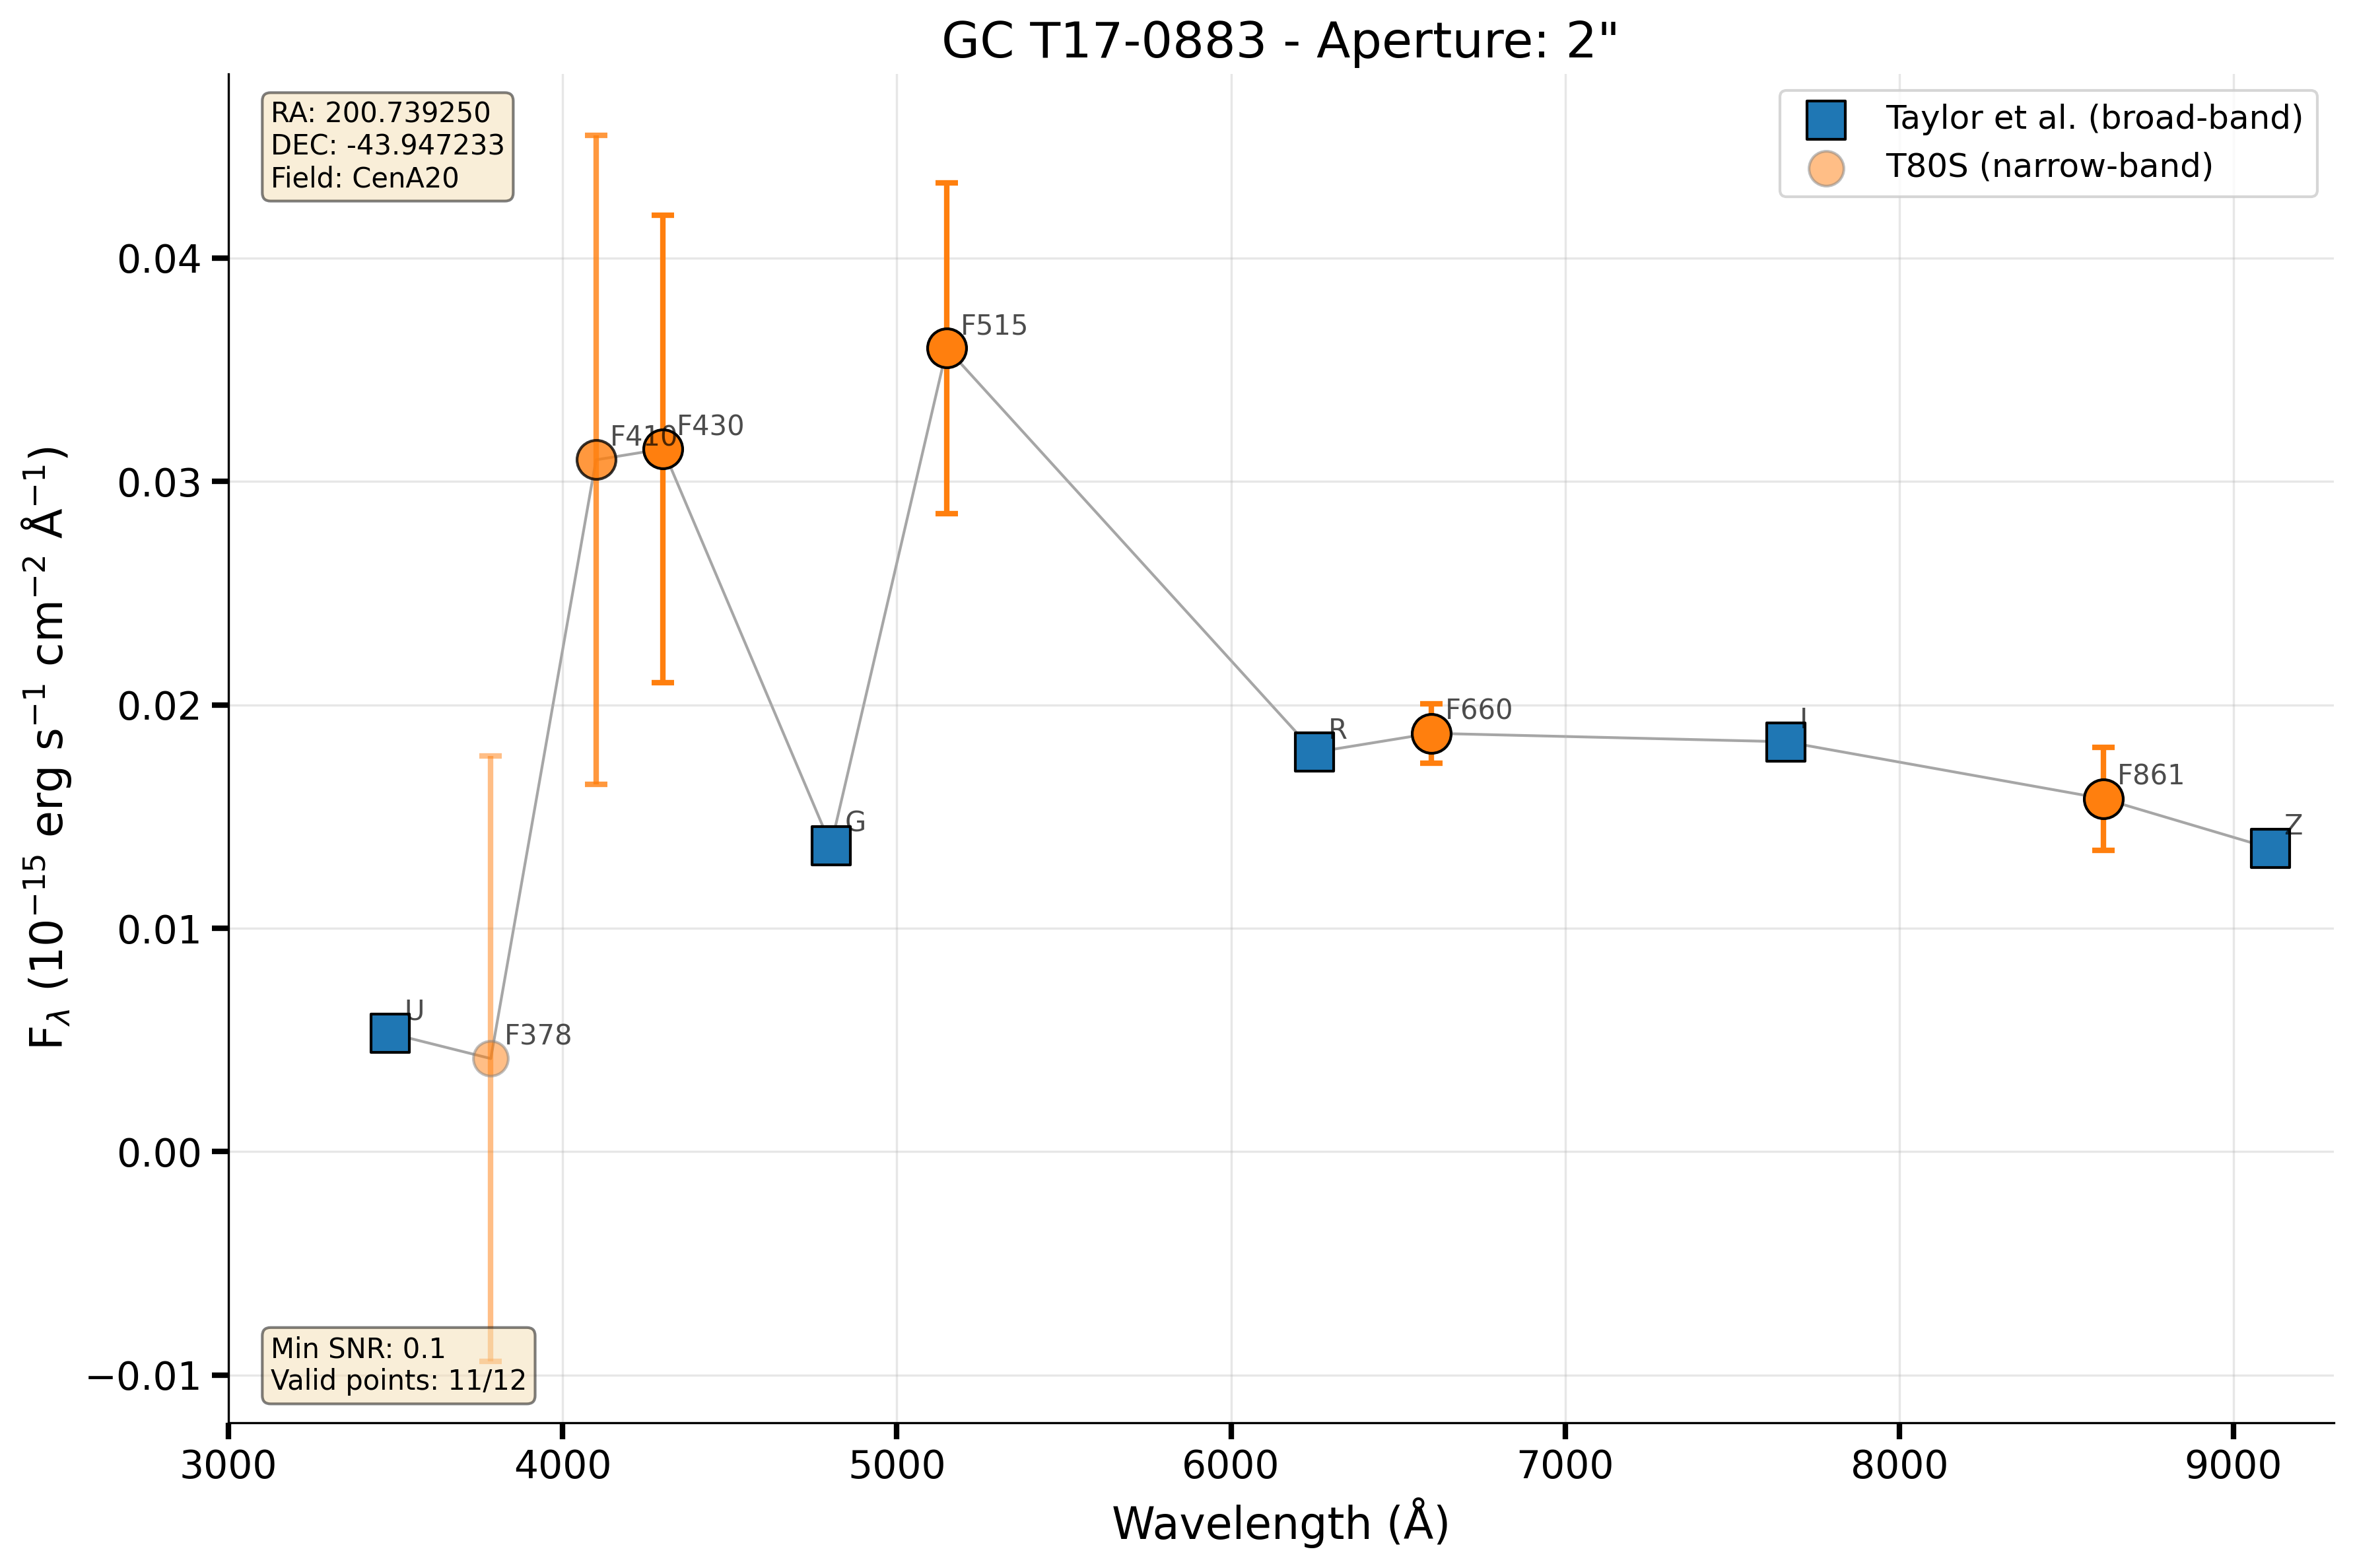 GC T17-0883 - Aperture: 2"
RA: 200.739250
DEC: -43.947233
Field: CenA20
Taylor et al. (broad-band)
T80S (narrow-band)
F515
F410
F430
R
F660
I
F861
G
Z
U
F378
Min SNR: 0.1
Valid points: 11/12
0.04
0.03
0.02
0.01
0.00
−0.01
3000 4000 5000 6000 7000 8000 9000
Wavelength (Å)
Fλ (10⁻¹⁵ erg s⁻¹ cm⁻² Å⁻¹)